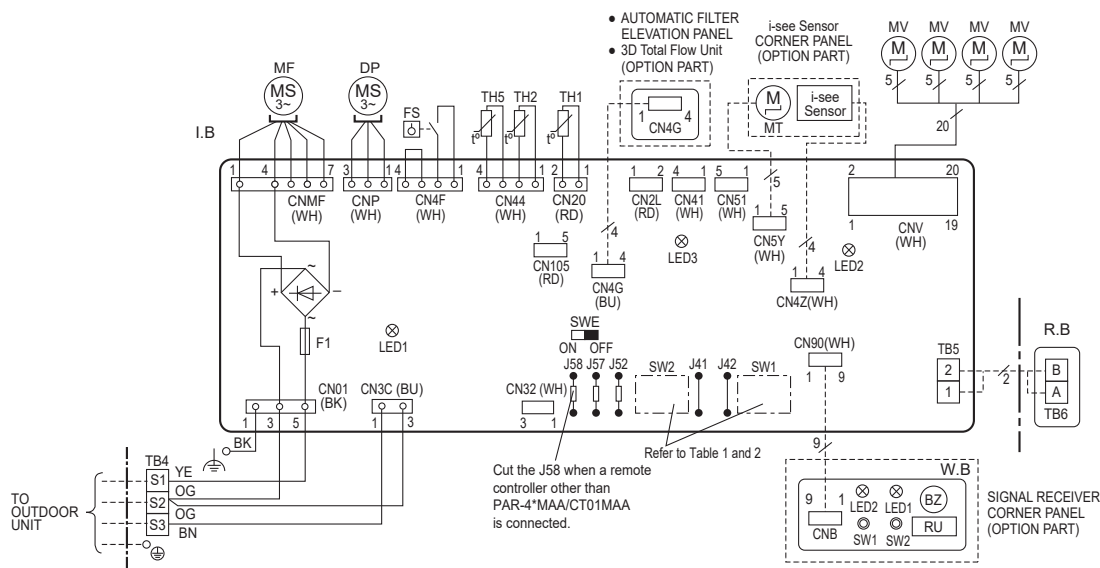 ● AUTOMATIC FILTER
ELEVATION PANEL
● 3D Total Flow Unit
(OPTION PART)
i-see Sensor
CORNER PANEL
(OPTION PART)
MV MV MV MV
M M M M
5 5 5 5
20
MF DP
MS
3~
MS
3~
FS
TH5 TH2 TH1
t° t° t°
1 4
CN4G
M
MT
i-see
Sensor
I.B
1 4 7
CNMF
(WH)
3 1
CNP
(WH)
4 1
CN4F
(WH)
4 1
CN44
(WH)
2 1
CN20
(RD)
1 2
CN2L
(RD)
4 1
CN41
(WH)
5 1
CN51
(WH)
5
1 5
CN5Y
(WH)
2 20
1 19
CNV
(WH)
1 5
CN105
(RD)
4
1 4
CN4G
(BU)
LED3
4
1 4
CN4Z(WH)
LED2
~
+ −
~
F1
LED1
SWE
ON OFF
J58 J57 J52
SW2
J41 J42
SW1
CN90(WH)
1 9
TB5
2
1
2
R.B
B
A
TB6
CN01
(BK)
1 3 5
CN3C (BU)
1 3
CN32 (WH)
3 1
Refer to Table 1 and 2
Cut the J58 when a remote
controller other than
PAR-4*MAA/CT01MAA
is connected.
BK
TB4
S1 YE
OG
S2
OG
S3
BN
TO
OUTDOOR
UNIT
9
W.B
9 1
CNB
LED2 LED1
SW1 SW2
BZ
RU
SIGNAL RECEIVER
CORNER PANEL
(OPTION PART)